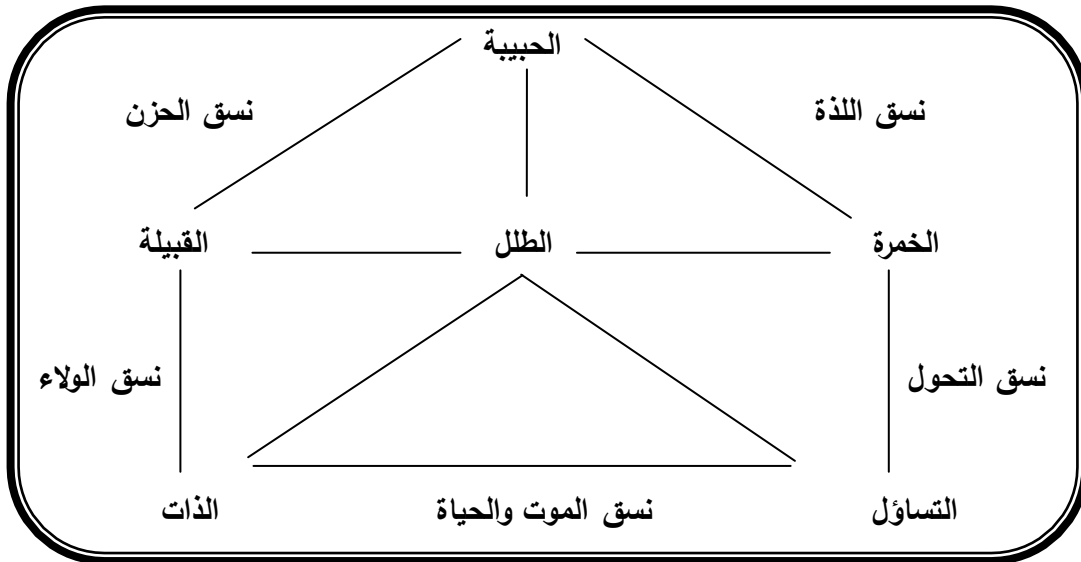 الحبيبة
نسق اللذة
نسق الحزن
الخمرة
الطلل
القبيلة
نسق التحول
نسق الولاء
التساؤل
نسق الموت والحياة
الذات